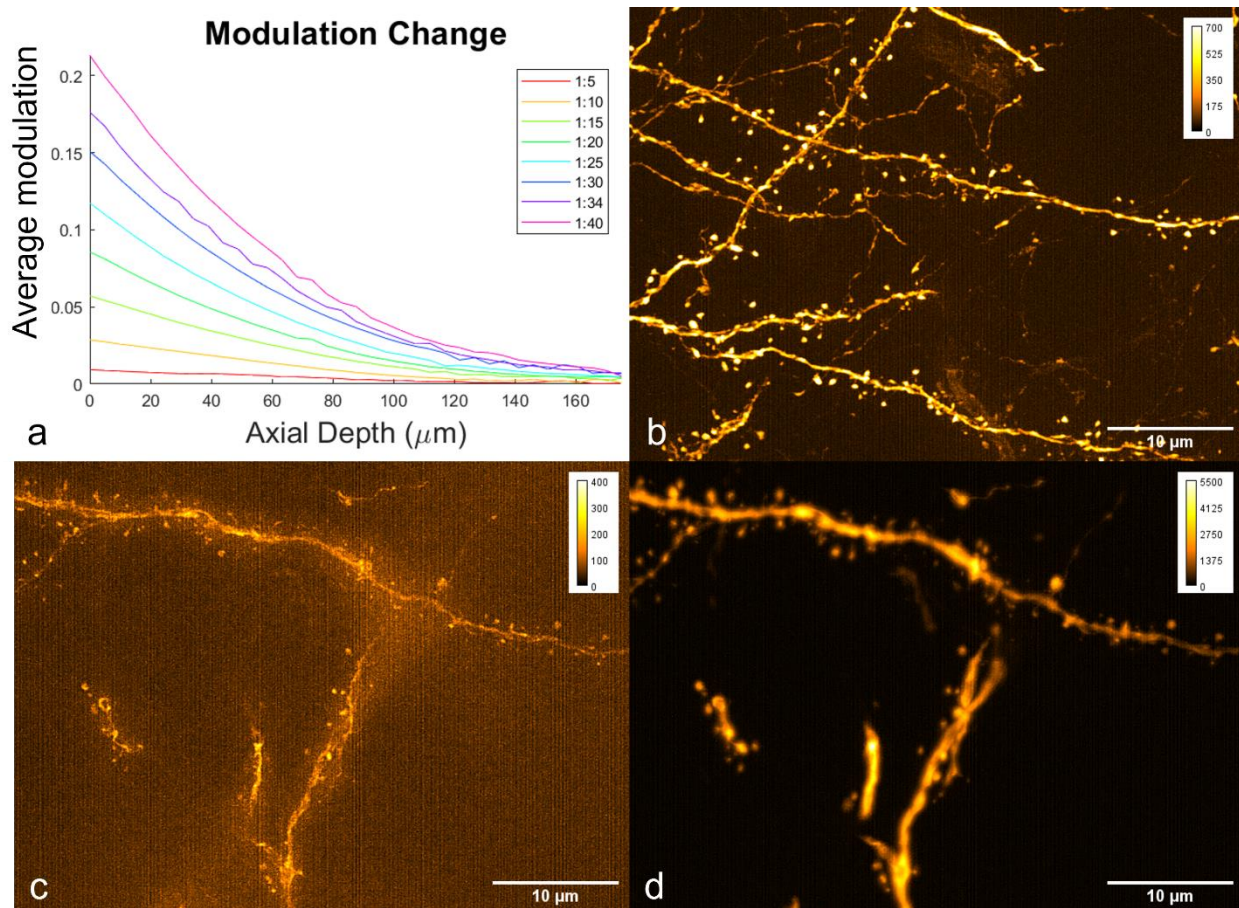 Modulation Change
Average modulation
0.2
0.15
0.1
0.05
0
0 20 40 60 80 100 120 140 160
Axial Depth (μm)
1:5
1:10
1:15
1:20
1:25
1:30
1:34
1:40
a
700
525
350
175
0
10 μm
b
400
300
200
100
0
10 μm
c
5500
4125
2750
1375
0
10 μm
d